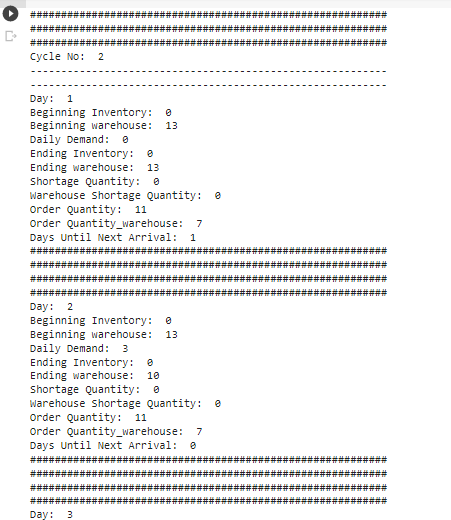 ##########################################################
##########################################################
##########################################################
Cycle No:  2
----------------------------------------------------------
----------------------------------------------------------
Day:  1
Beginning Inventory:  0
Beginning warehouse:  13
Daily Demand:  0
Ending Inventory:  0
Ending warehouse:  13
Shortage Quantity:  0
Warehouse Shortage Quantity:  0
Order Quantity:  11
Order Quantity_warehouse:  7
Days Until Next Arrival:  1
##########################################################
##########################################################
##########################################################
##########################################################
Day:  2
Beginning Inventory:  0
Beginning warehouse:  13
Daily Demand:  3
Ending Inventory:  0
Ending warehouse:  10
Shortage Quantity:  0
Warehouse Shortage Quantity:  0
Order Quantity:  11
Order Quantity_warehouse:  7
Days Until Next Arrival:  0
##########################################################
##########################################################
##########################################################
##########################################################
Day:  3